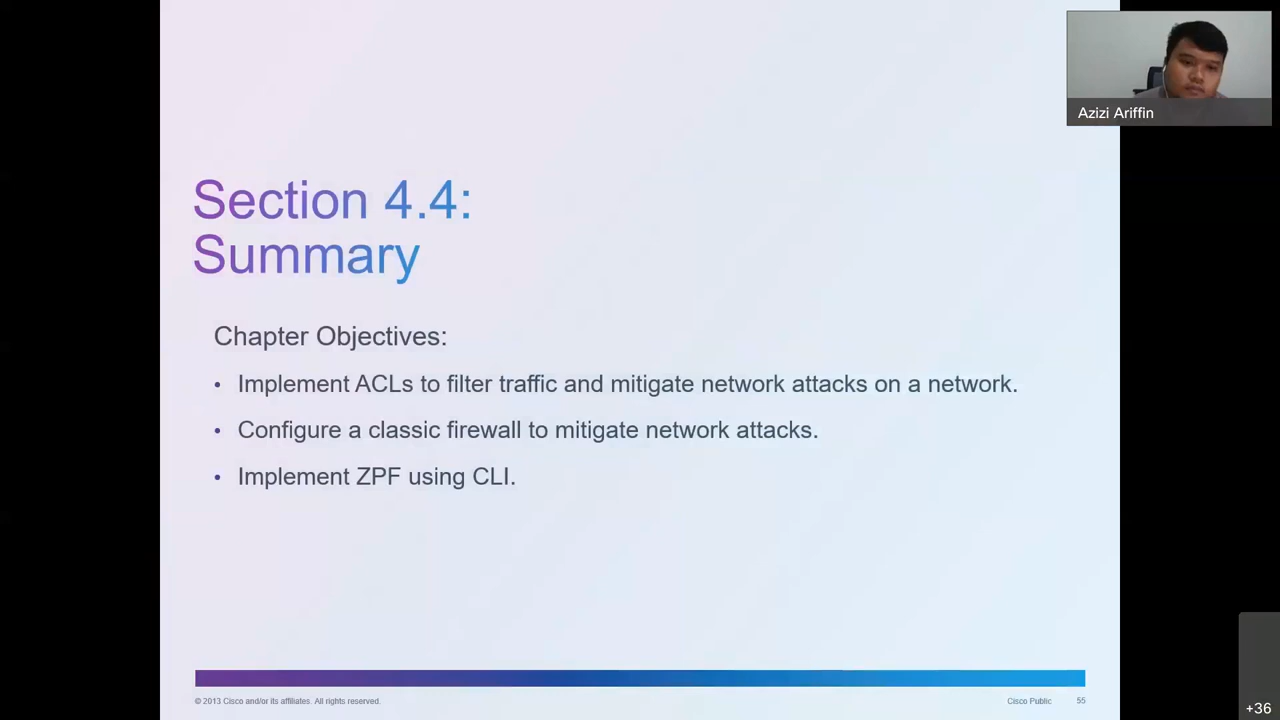 Azizi Ariffin
Section 4.4:
Summary
Chapter Objectives:
• Implement ACLs to filter traffic and mitigate network attacks on a network.
• Configure a classic firewall to mitigate network attacks.
• Implement ZPF using CLI.
© 2013 Cisco and/or its affiliates. All rights reserved.
Cisco Public
55
+36